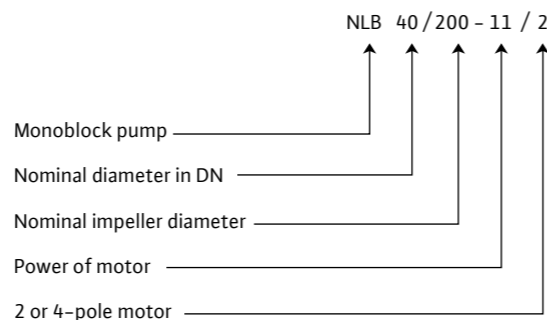 NLB 40/200 - 11 / 2
Monoblock pump
Nominal diameter in DN
Nominal impeller diameter
Power of motor
2 or 4-pole motor